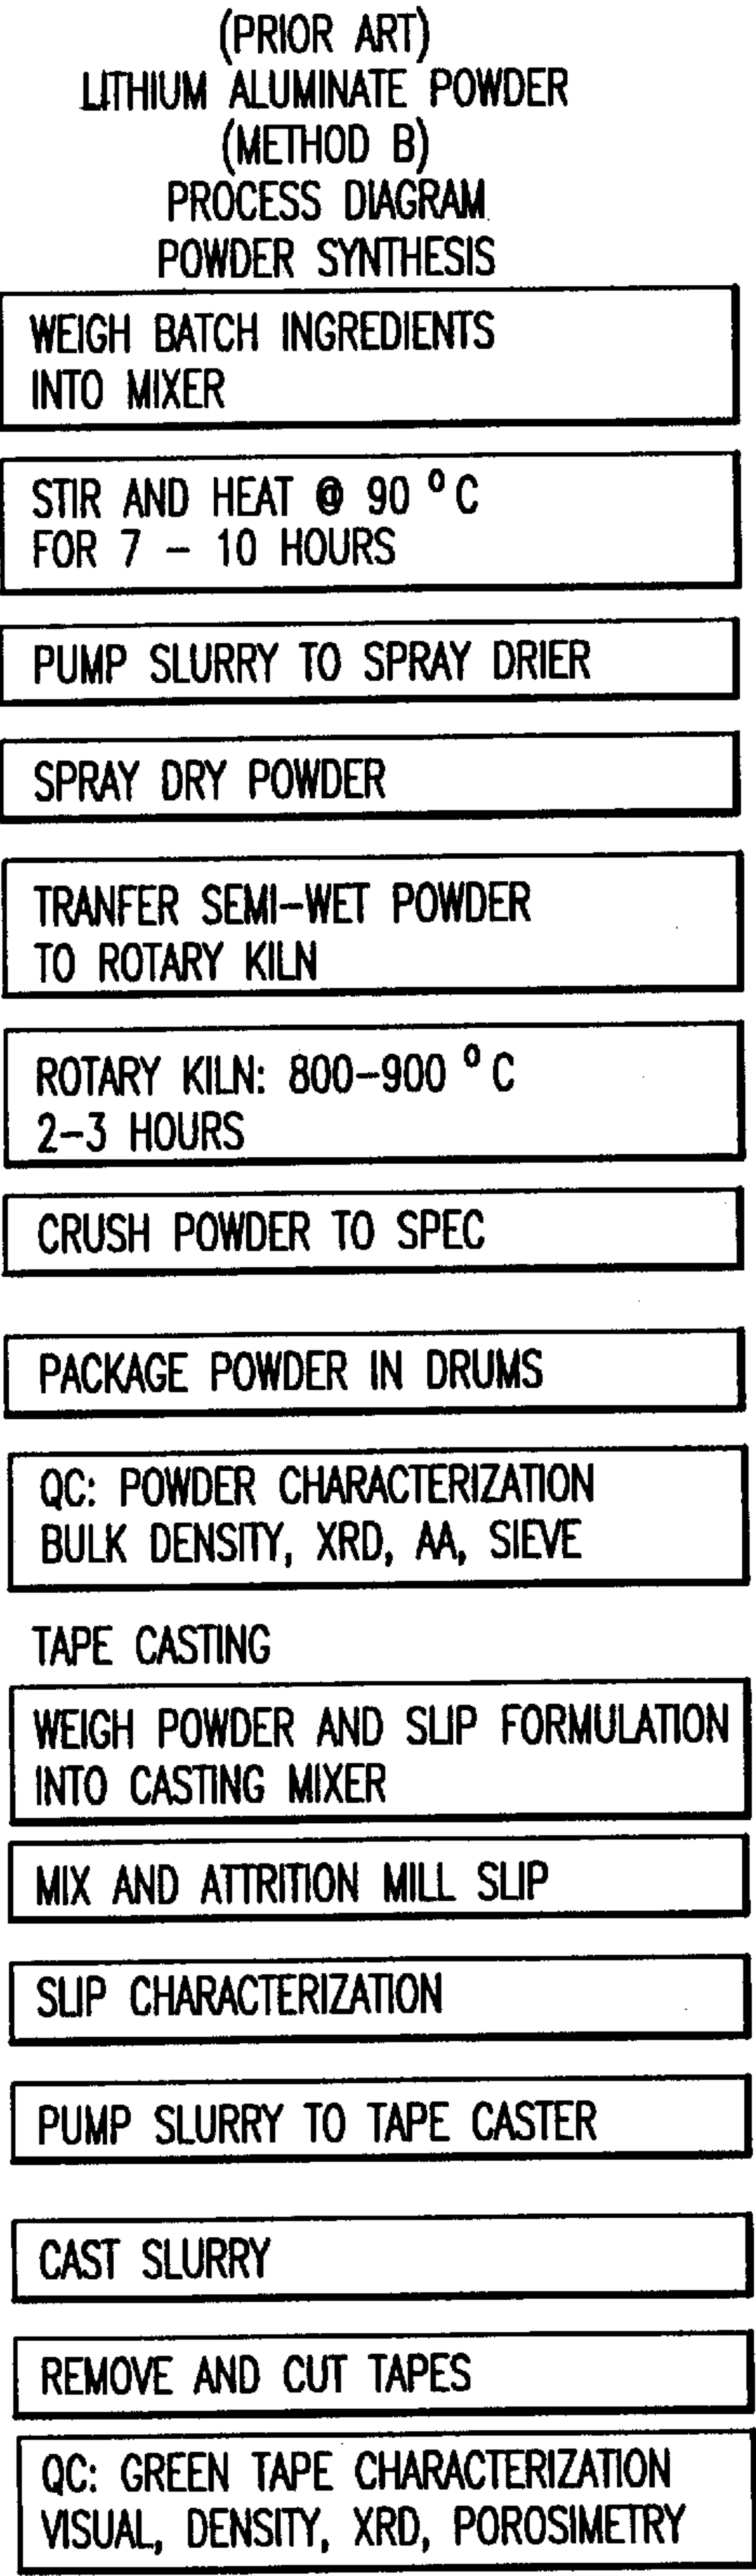 (PRIOR ART)
LITHIUM ALUMINATE POWDER
(METHOD B)
PROCESS DIAGRAM
POWDER SYNTHESIS
WEIGH BATCH INGREDIENTS
INTO MIXER
STIR AND HEAT @ 90 °C
FOR 7 – 10 HOURS
PUMP SLURRY TO SPRAY DRIER
SPRAY DRY POWDER
TRANFER SEMI–WET POWDER
TO ROTARY KILN
ROTARY KILN: 800–900 °C
2–3 HOURS
CRUSH POWDER TO SPEC
PACKAGE POWDER IN DRUMS
QC: POWDER CHARACTERIZATION
BULK DENSITY, XRD, AA, SIEVE
TAPE CASTING
WEIGH POWDER AND SLIP FORMULATION
INTO CASTING MIXER
MIX AND ATTRITION MILL SLIP
SLIP CHARACTERIZATION
PUMP SLURRY TO TAPE CASTER
CAST SLURRY
REMOVE AND CUT TAPES
QC: GREEN TAPE CHARACTERIZATION
VISUAL, DENSITY, XRD, POROSIMETRY